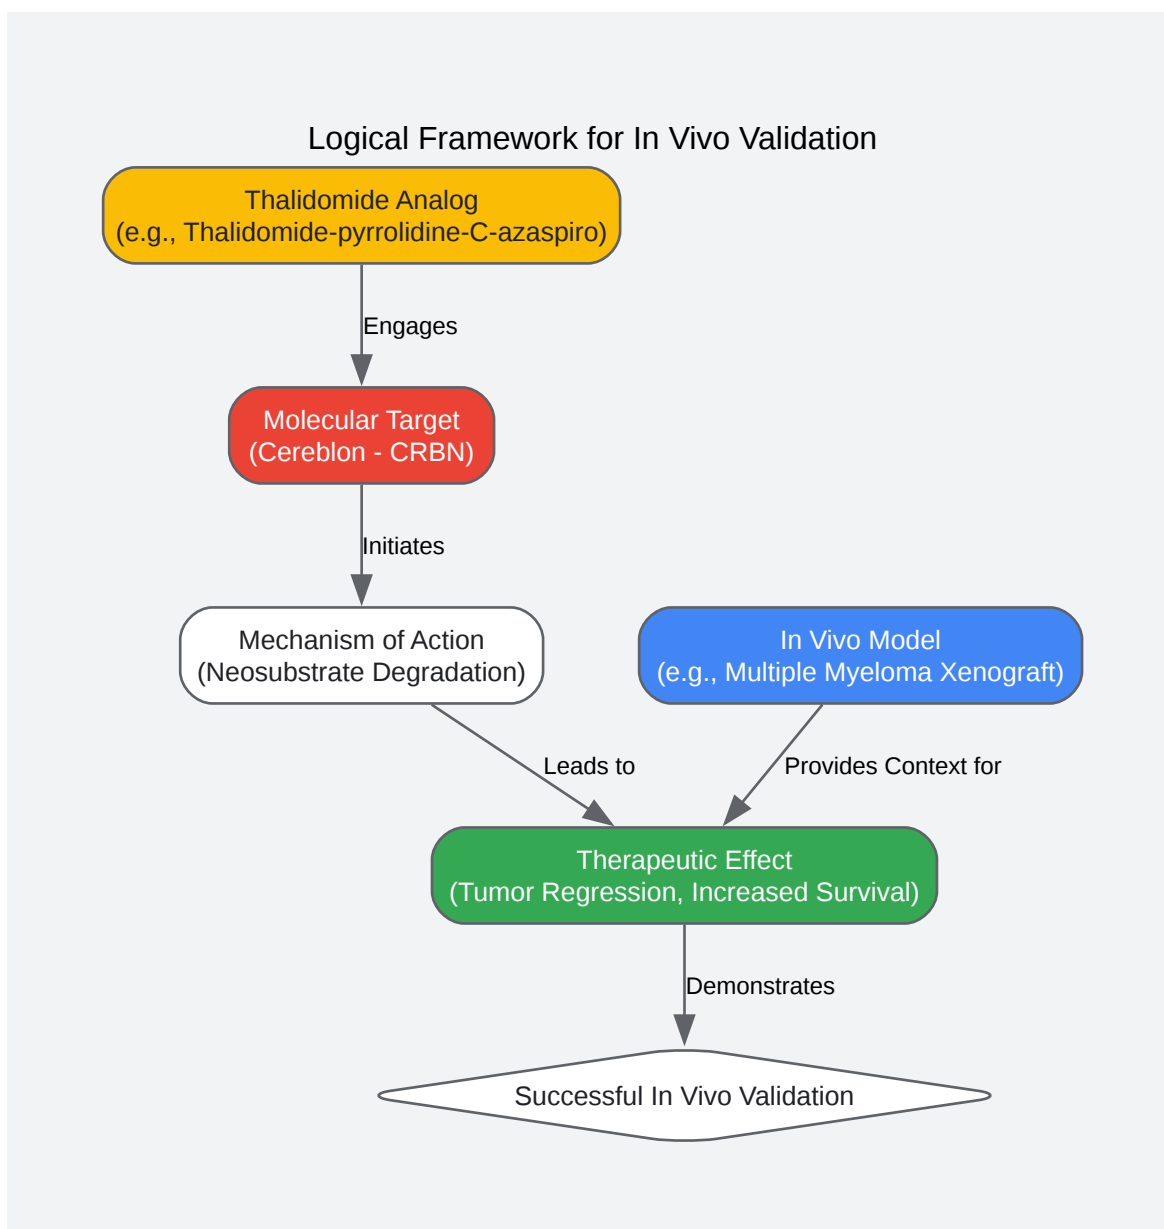 Logical Framework for In Vivo Validation
Thalidomide Analog
(e.g., Thalidomide-pyrrolidine-C-azaspiro)
Engages
Molecular Target
(Cereblon - CRBN)
Initiates
Mechanism of Action
(Neosubstrate Degradation)
In Vivo Model
(e.g., Multiple Myeloma Xenograft)
Leads to
Provides Context for
Therapeutic Effect
(Tumor Regression, Increased Survival)
Demonstrates
Successful In Vivo Validation